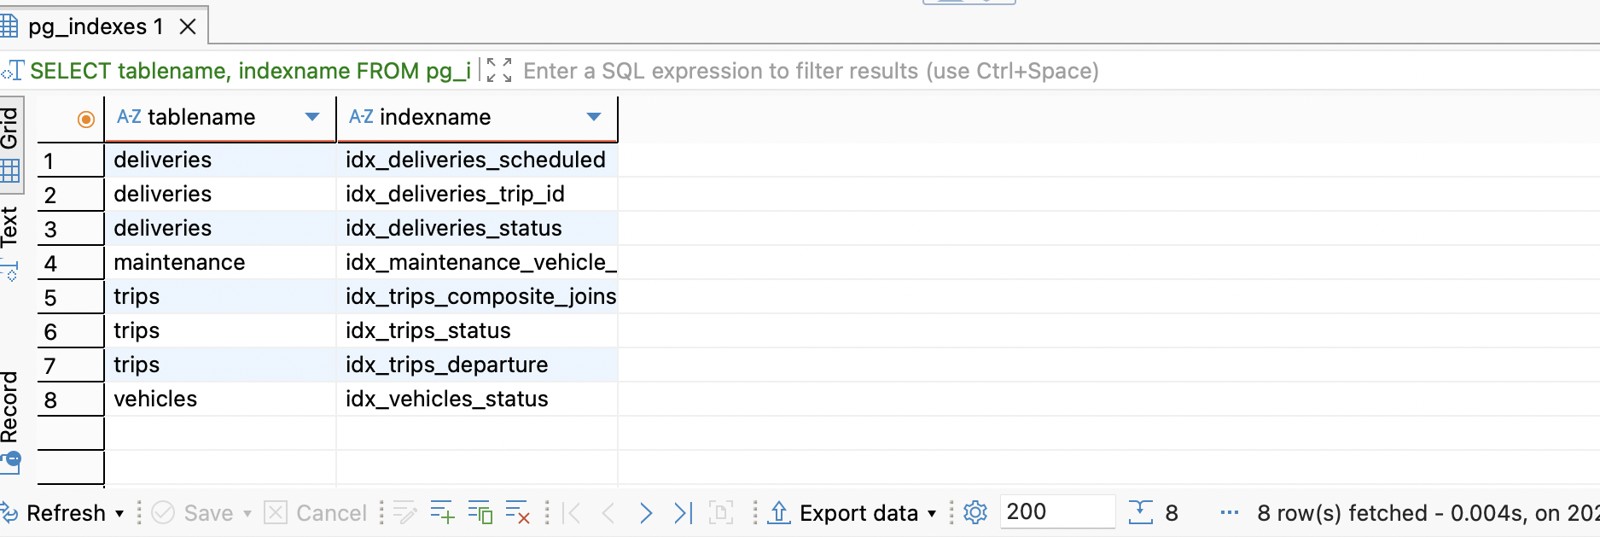 pg_indexes 1
SELECT tablename, indexname FROM pg_i
Enter a SQL expression to filter results (use Ctrl+Space)
Grid
Text
Record
A-Z tablename A-Z indexname
1 deliveries idx_deliveries_scheduled
2 deliveries idx_deliveries_trip_id
3 deliveries idx_deliveries_status
4 maintenance idx_maintenance_vehicle_
5 trips idx_trips_composite_joins
6 trips idx_trips_status
7 trips idx_trips_departure
8 vehicles idx_vehicles_status
Refresh Save Cancel Export data 200 8 ... 8 row(s) fetched - 0.004s, on 202